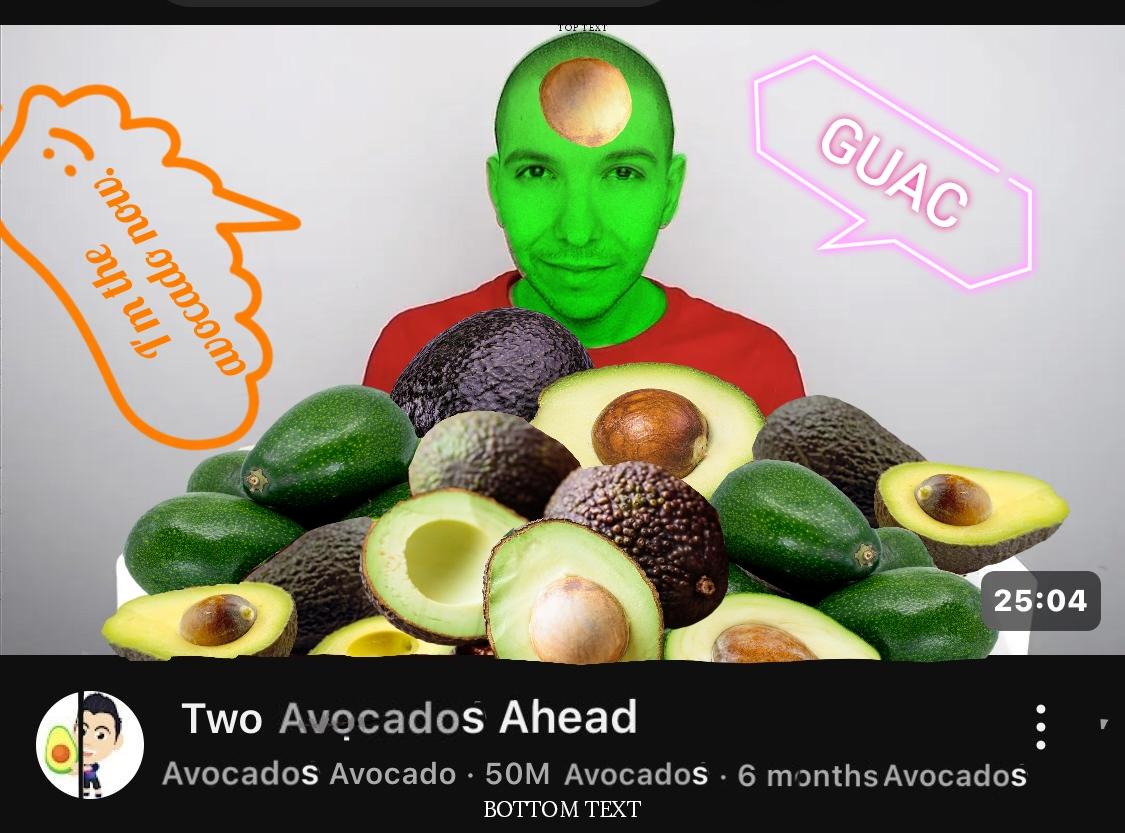 TOP TEXT
I'm the
avocado now.
GUAC
25:04
Two Avocados Ahead
Avocados Avocado · 50M Avocados · 6 months Avocados
BOTTOM TEXT